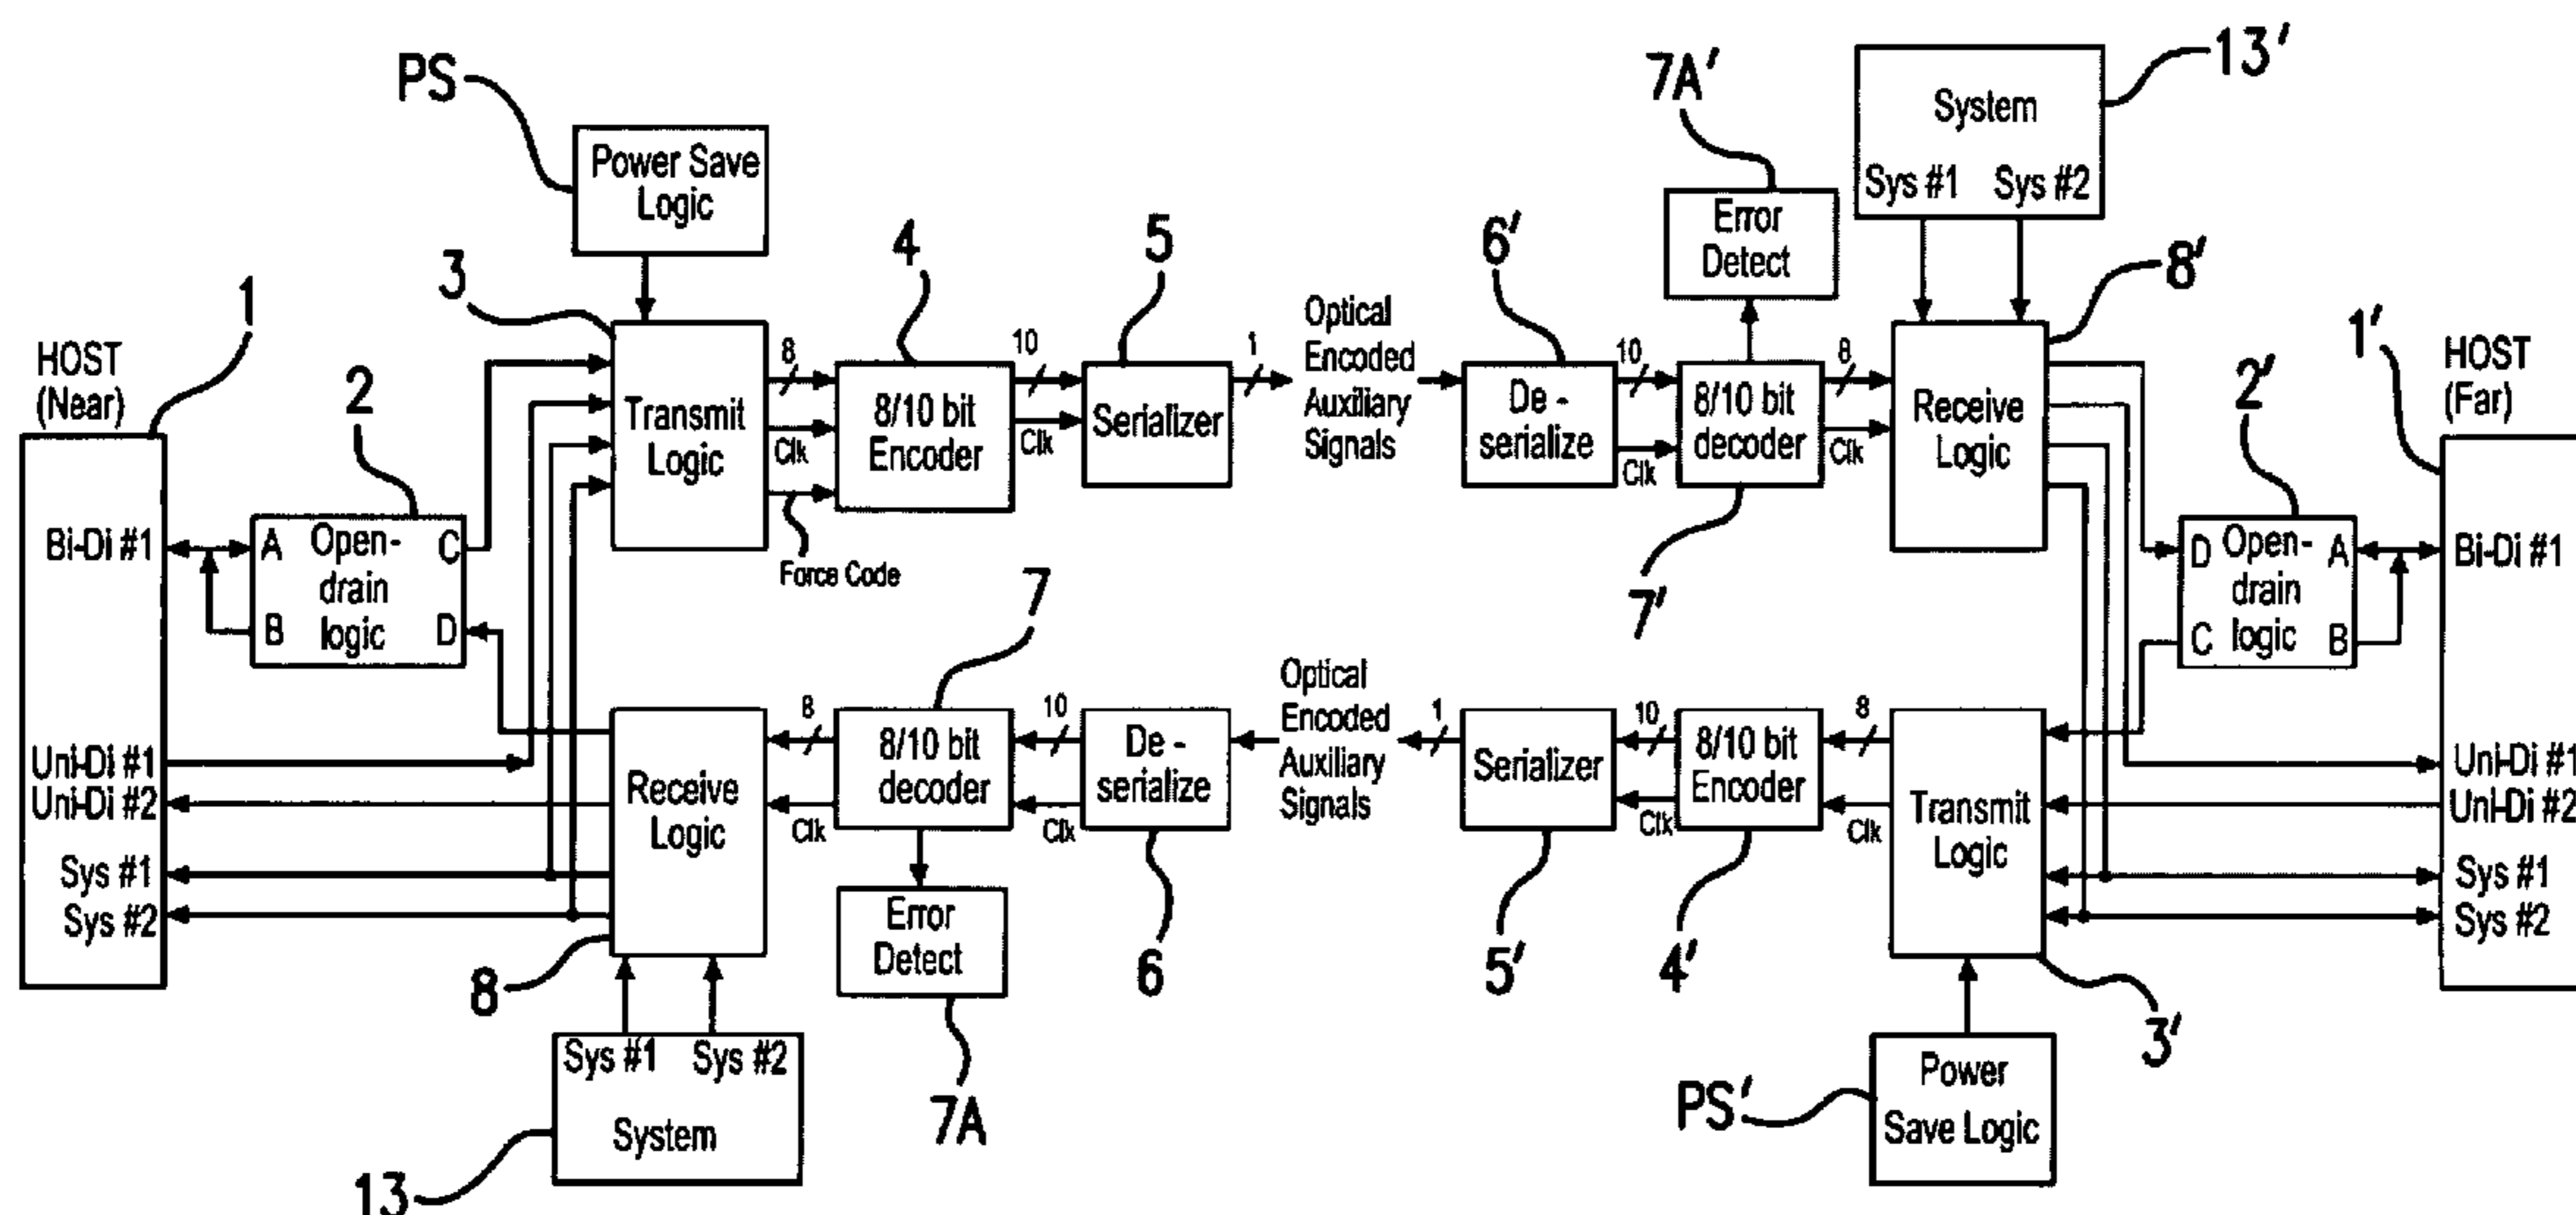 PS
Power Save
Logic
3
4
5
6'
7A'
Error
Detect
System
Sys #1 Sys #2
13'
8'
1
HOST
(Near)
2
Transmit
Logic
8
Clk
Force Code
8/10 bit
Encoder
10
Clk
Serializer
1
Optical
Encoded
Auxiliary
Signals
De -
serialize
10
Clk
8/10 bit
decoder
8
Clk
Receive
Logic
2'
1'
HOST
(Far)
Bi-Di #1
A Open- C
drain
B logic D
7
7'
D Open- A
drain
C logic B
Bi-Di #1
Uni-Di #1
Uni-Di #2
Sys #1
Sys #2
Receive
Logic
8
Clk
8/10 bit
decoder
10
Clk
De -
serialize
Optical
Encoded
Auxiliary
Signals
1
Serializer
10
Clk
8/10 bit
Encoder
8
Clk
Transmit
Logic
Uni-Di #1
Uni-Di #2
Sys #1
Sys #2
8
Error
Detect
6
5'
4'
3'
Sys #1 Sys #2
System
13
7A
PS'
Power
Save Logic